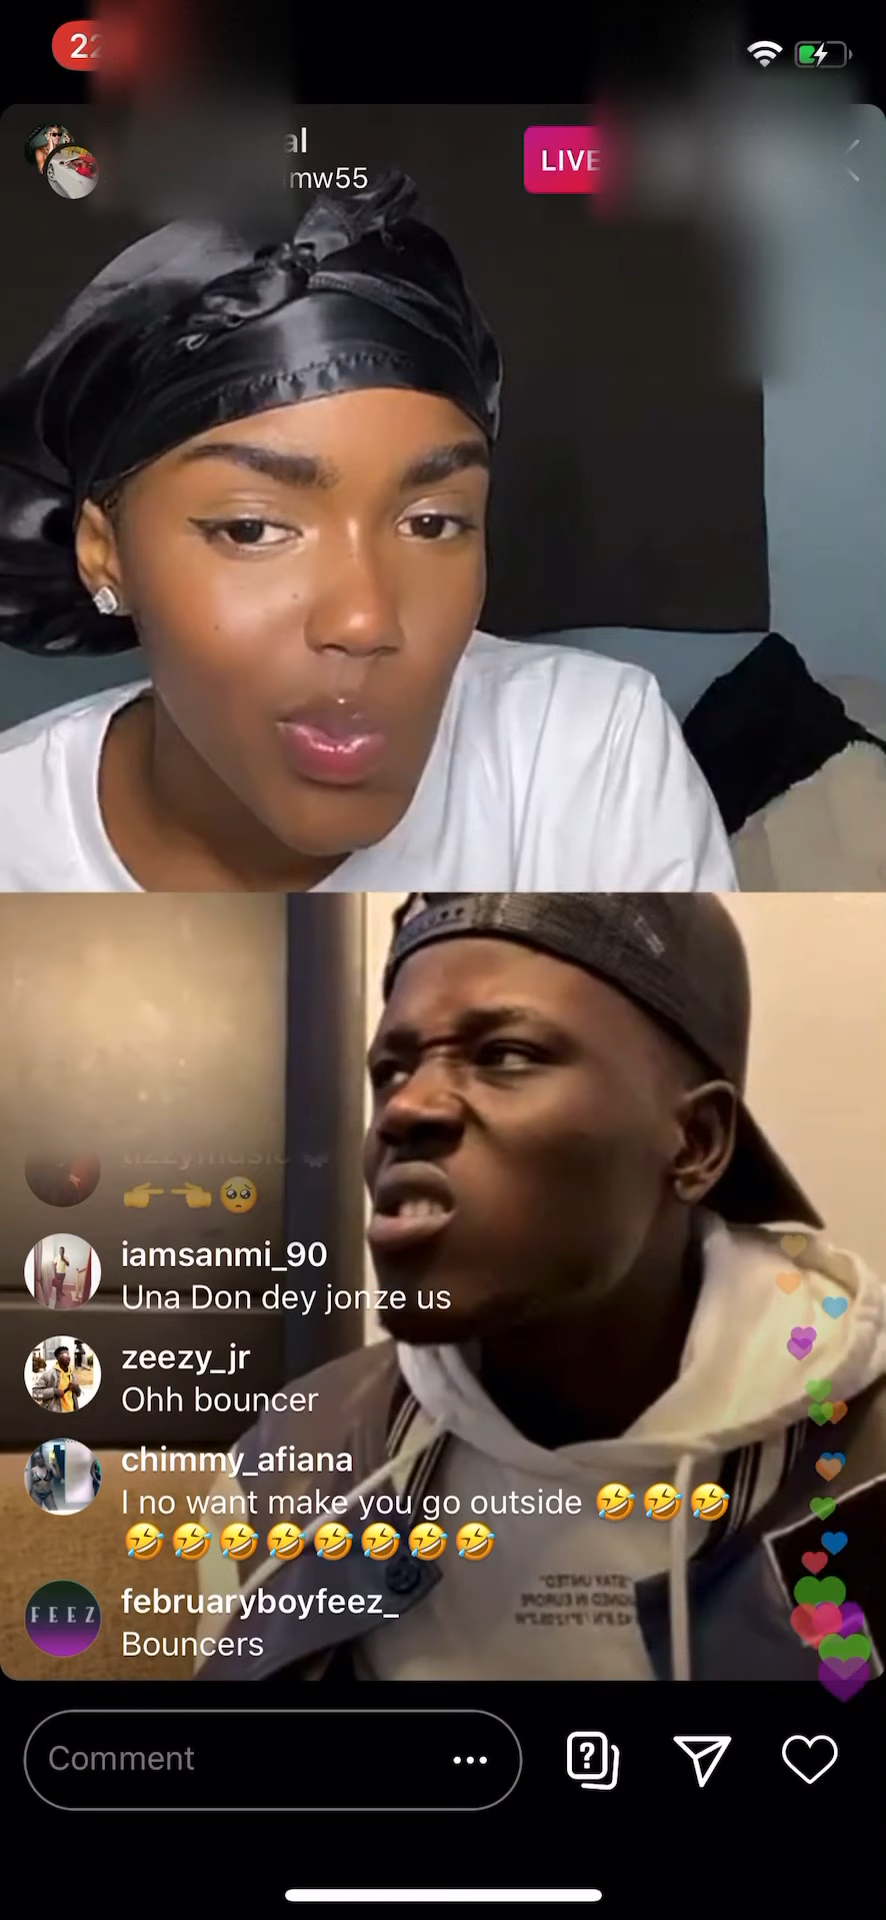 22
al
mw55
LIVE
👉👈🥺
iamsanmi_90
Una Don dey jonze us
zeezy_jr
Ohh bouncer
chimmy_afiana
I no want make you go outside 🤣🤣🤣
🤣🤣🤣🤣🤣🤣🤣🤣
FEEZ
februaryboyfeez_
Bouncers
Comment